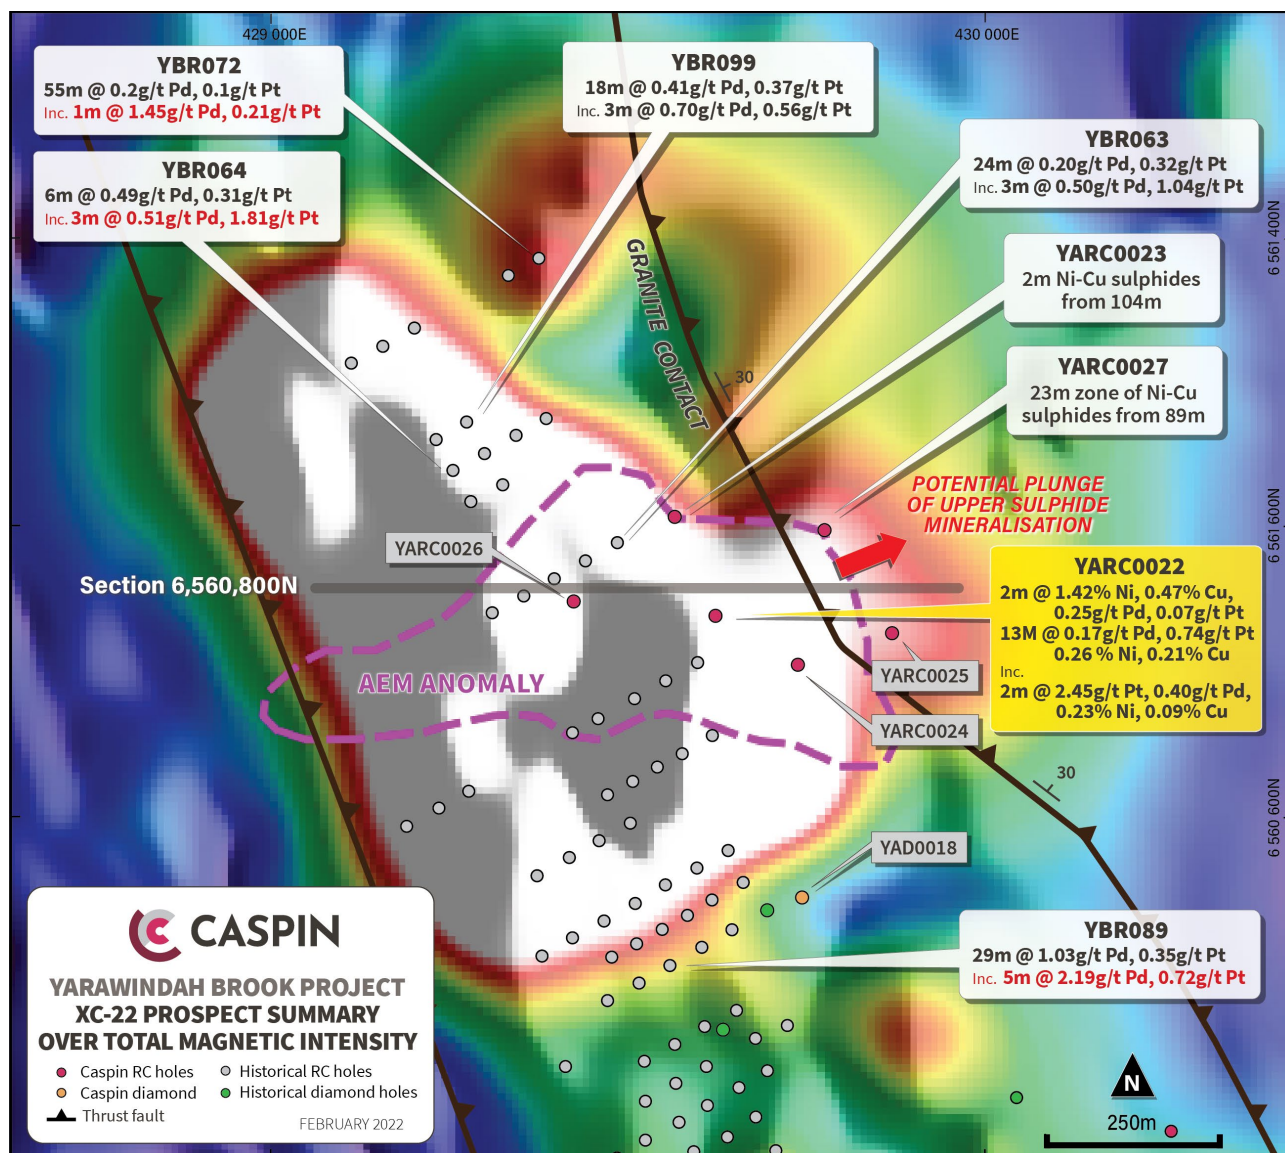 429 000E
430 000E
YBR072
55m @ 0.2g/t Pd, 0.1g/t Pt
Inc. 1m @ 1.45g/t Pd, 0.21g/t Pt
YBR099
18m @ 0.41g/t Pd, 0.37g/t Pt
Inc. 3m @ 0.70g/t Pd, 0.56g/t Pt
YBR063
24m @ 0.20g/t Pd, 0.32g/t Pt
Inc. 3m @ 0.50g/t Pd, 1.04g/t Pt
YBR064
6m @ 0.49g/t Pd, 0.31g/t Pt
Inc. 3m @ 0.51g/t Pd, 1.81g/t Pt
6 561 400N
YARC0023
2m Ni-Cu sulphides
from 104m
GRANITE CONTACT
30
YARC0027
23m zone of Ni-Cu
sulphides from 89m
POTENTIAL PLUNGE
OF UPPER SULPHIDE
MINERALISATION
6 561 600N
YARC0026
Section 6,560,800N
YARC0022
2m @ 1.42% Ni, 0.47% Cu,
0.25g/t Pd, 0.07g/t Pt
13M @ 0.17g/t Pd, 0.74g/t Pt
0.26 % Ni, 0.21% Cu
Inc.
2m @ 2.45g/t Pt, 0.40g/t Pd,
0.23% Ni, 0.09% Cu
AEM ANOMALY
YARC0025
YARC0024
30
6 560 600N
YAD0018
YBR089
29m @ 1.03g/t Pd, 0.35g/t Pt
Inc. 5m @ 2.19g/t Pd, 0.72g/t Pt
CASPIN
YARAWINDAH BROOK PROJECT
XC-22 PROSPECT SUMMARY
OVER TOTAL MAGNETIC INTENSITY
Caspin RC holes
Historical RC holes
Caspin diamond
Historical diamond holes
Thrust fault
FEBRUARY 2022
N
250m